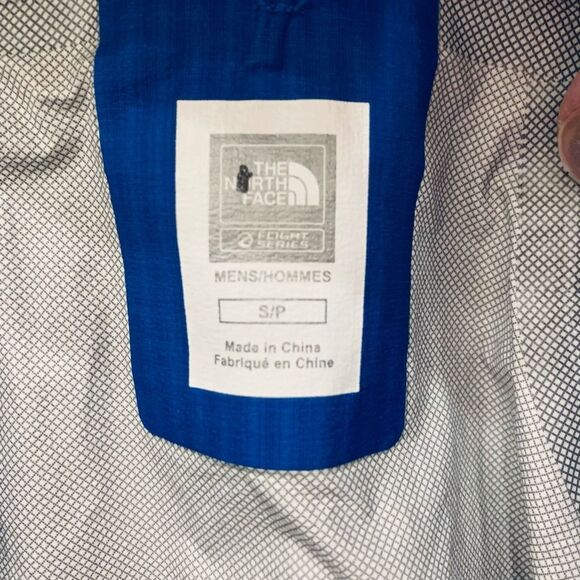 THE
NORTH
FACE
FLIGHT
SERIES
MENS/HOMMES
S/P
Made in China
Fabriqué en Chine